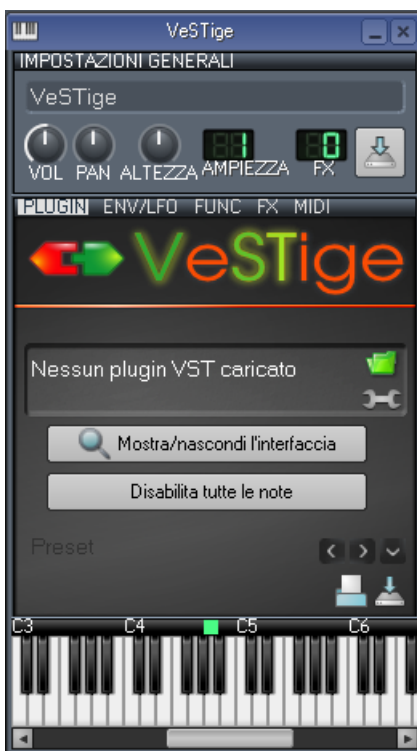 VeSTige
IMPOSTAZIONI GENERALI
VeSTige
1 0
VOL PAN ALTEZZA AMPIEZZA FX
PLUGIN ENV/LFO FUNC FX MIDI
VeSTige
Nessun plugin VST caricato
Mostra/nascondi l'interfaccia
Disabilita tutte le note
Preset
C3 C4 C5 C6